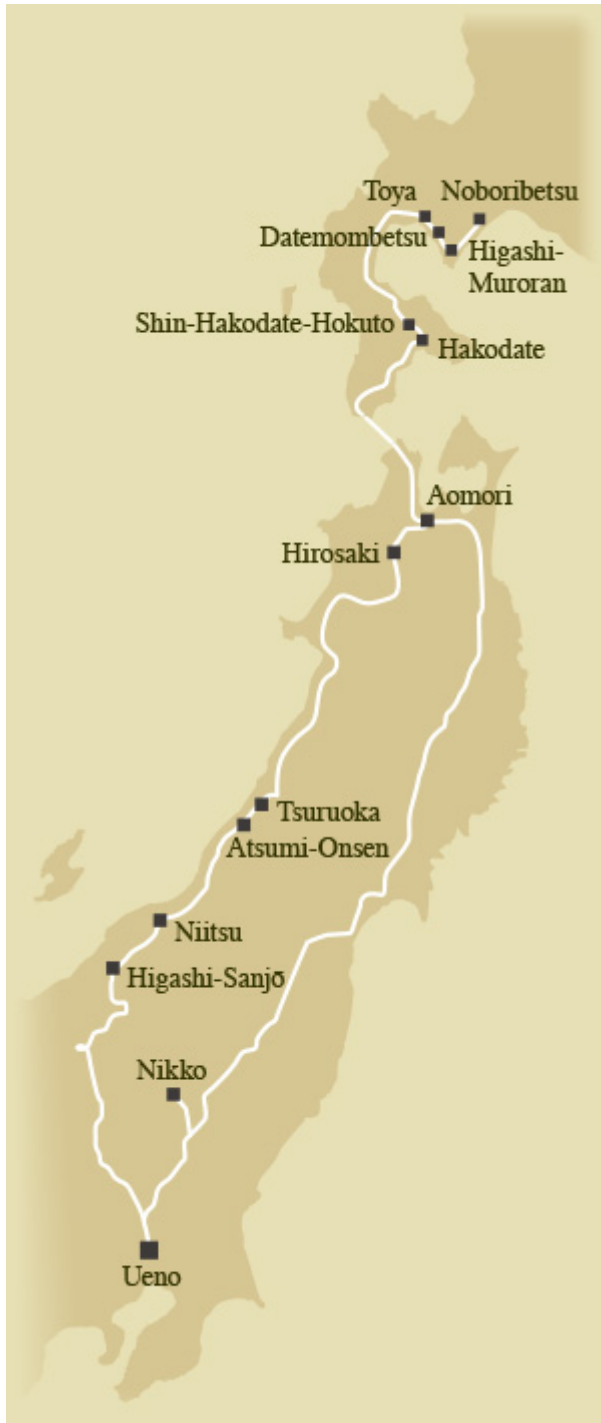 Toya
Noboribetsu
Datemombetsu
Higashi-
Muroran
Shin-Hakodate-Hokuto
Hakodate
Aomori
Hirosaki
Tsuruoka
Atsumi-Onsen
Niitsu
Higashi-Sanjō
Nikko
Ueno